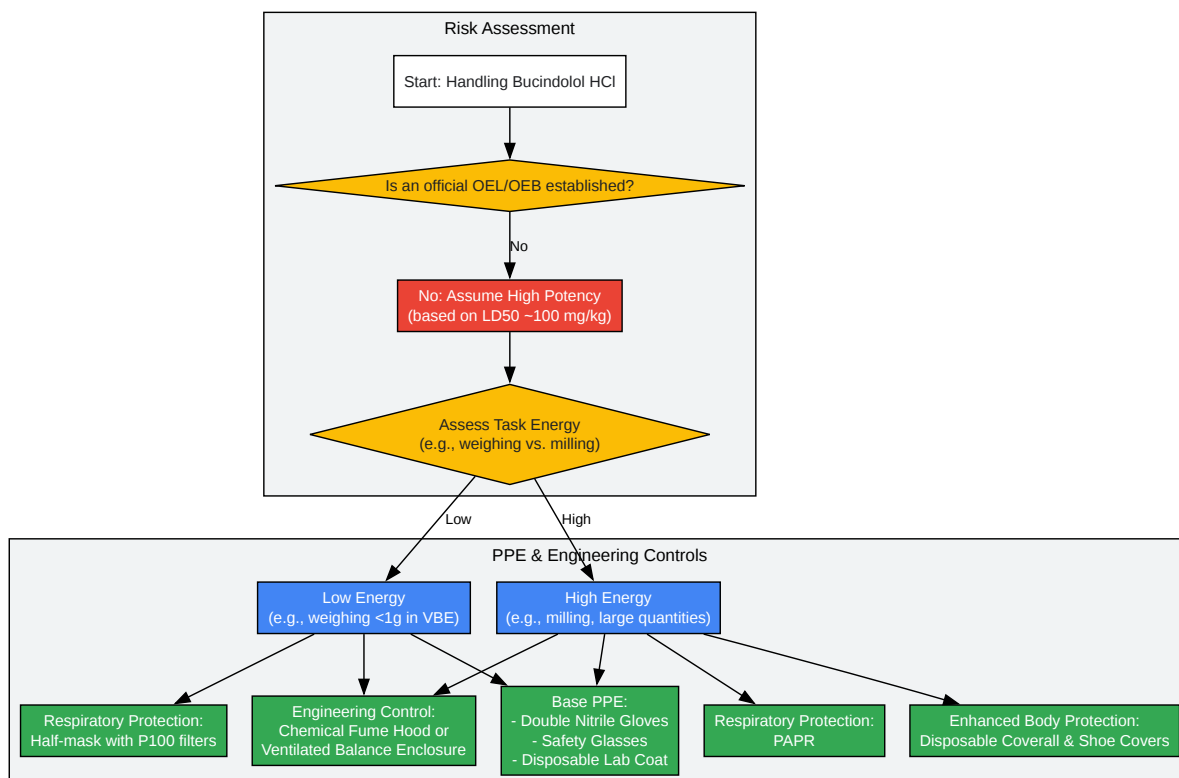 Risk Assessment
Start: Handling Bucindolol HCl
Is an official OEL/OEB established?
No
No: Assume High Potency
(based on LD50 ~100 mg/kg)
Assess Task Energy
(e.g., weighing vs. milling)
Low
High
PPE & Engineering Controls
Low Energy
(e.g., weighing <1g in VBE)
High Energy
(e.g., milling, large quantities)
Respiratory Protection:
Half-mask with P100 filters
Engineering Control:
Chemical Fume Hood or
Ventilated Balance Enclosure
Base PPE:
- Double Nitrile Gloves
- Safety Glasses
- Disposable Lab Coat
Respiratory Protection:
PAPR
Enhanced Body Protection:
Disposable Coverall & Shoe Covers